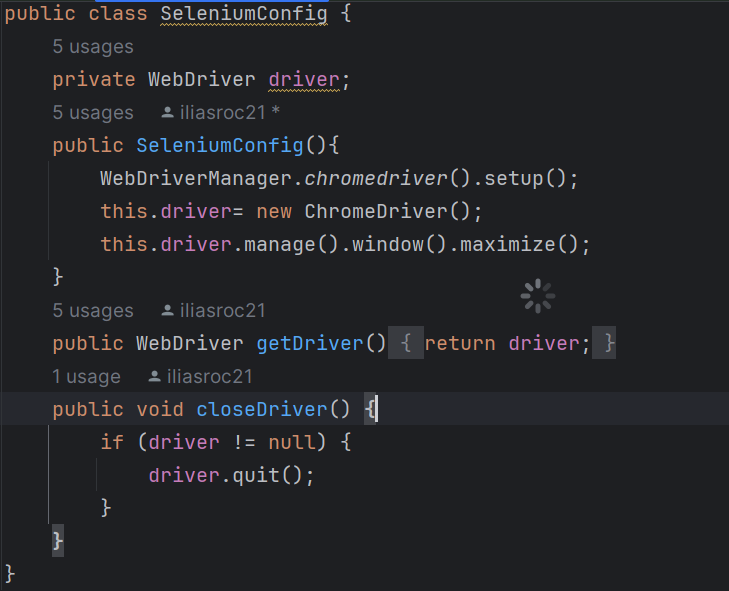 public class SeleniumConfig {
5 usages
private WebDriver driver;
5 usages iliasroc21 *
public SeleniumConfig(){
WebDriverManager.chromedriver().setup();
this.driver= new ChromeDriver();
this.driver.manage().window().maximize();
}
5 usages iliasroc21
public WebDriver getDriver() { return driver; }
1 usage iliasroc21
public void closeDriver() {
if (driver != null) {
driver.quit();
}
}
}